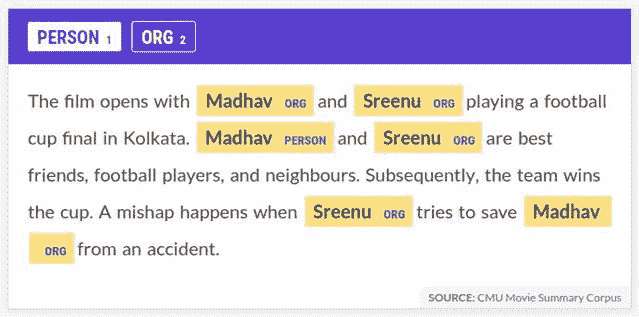 PERSON 1 ORG 2
The film opens with Madhav ORG and Sreenu ORG playing a football
cup final in Kolkata. Madhav PERSON and Sreenu ORG are best
friends, football players, and neighbours. Subsequently, the team wins
the cup. A mishap happens when Sreenu ORG tries to save Madhav
ORG from an accident.
SOURCE: CMU Movie Summary Corpus